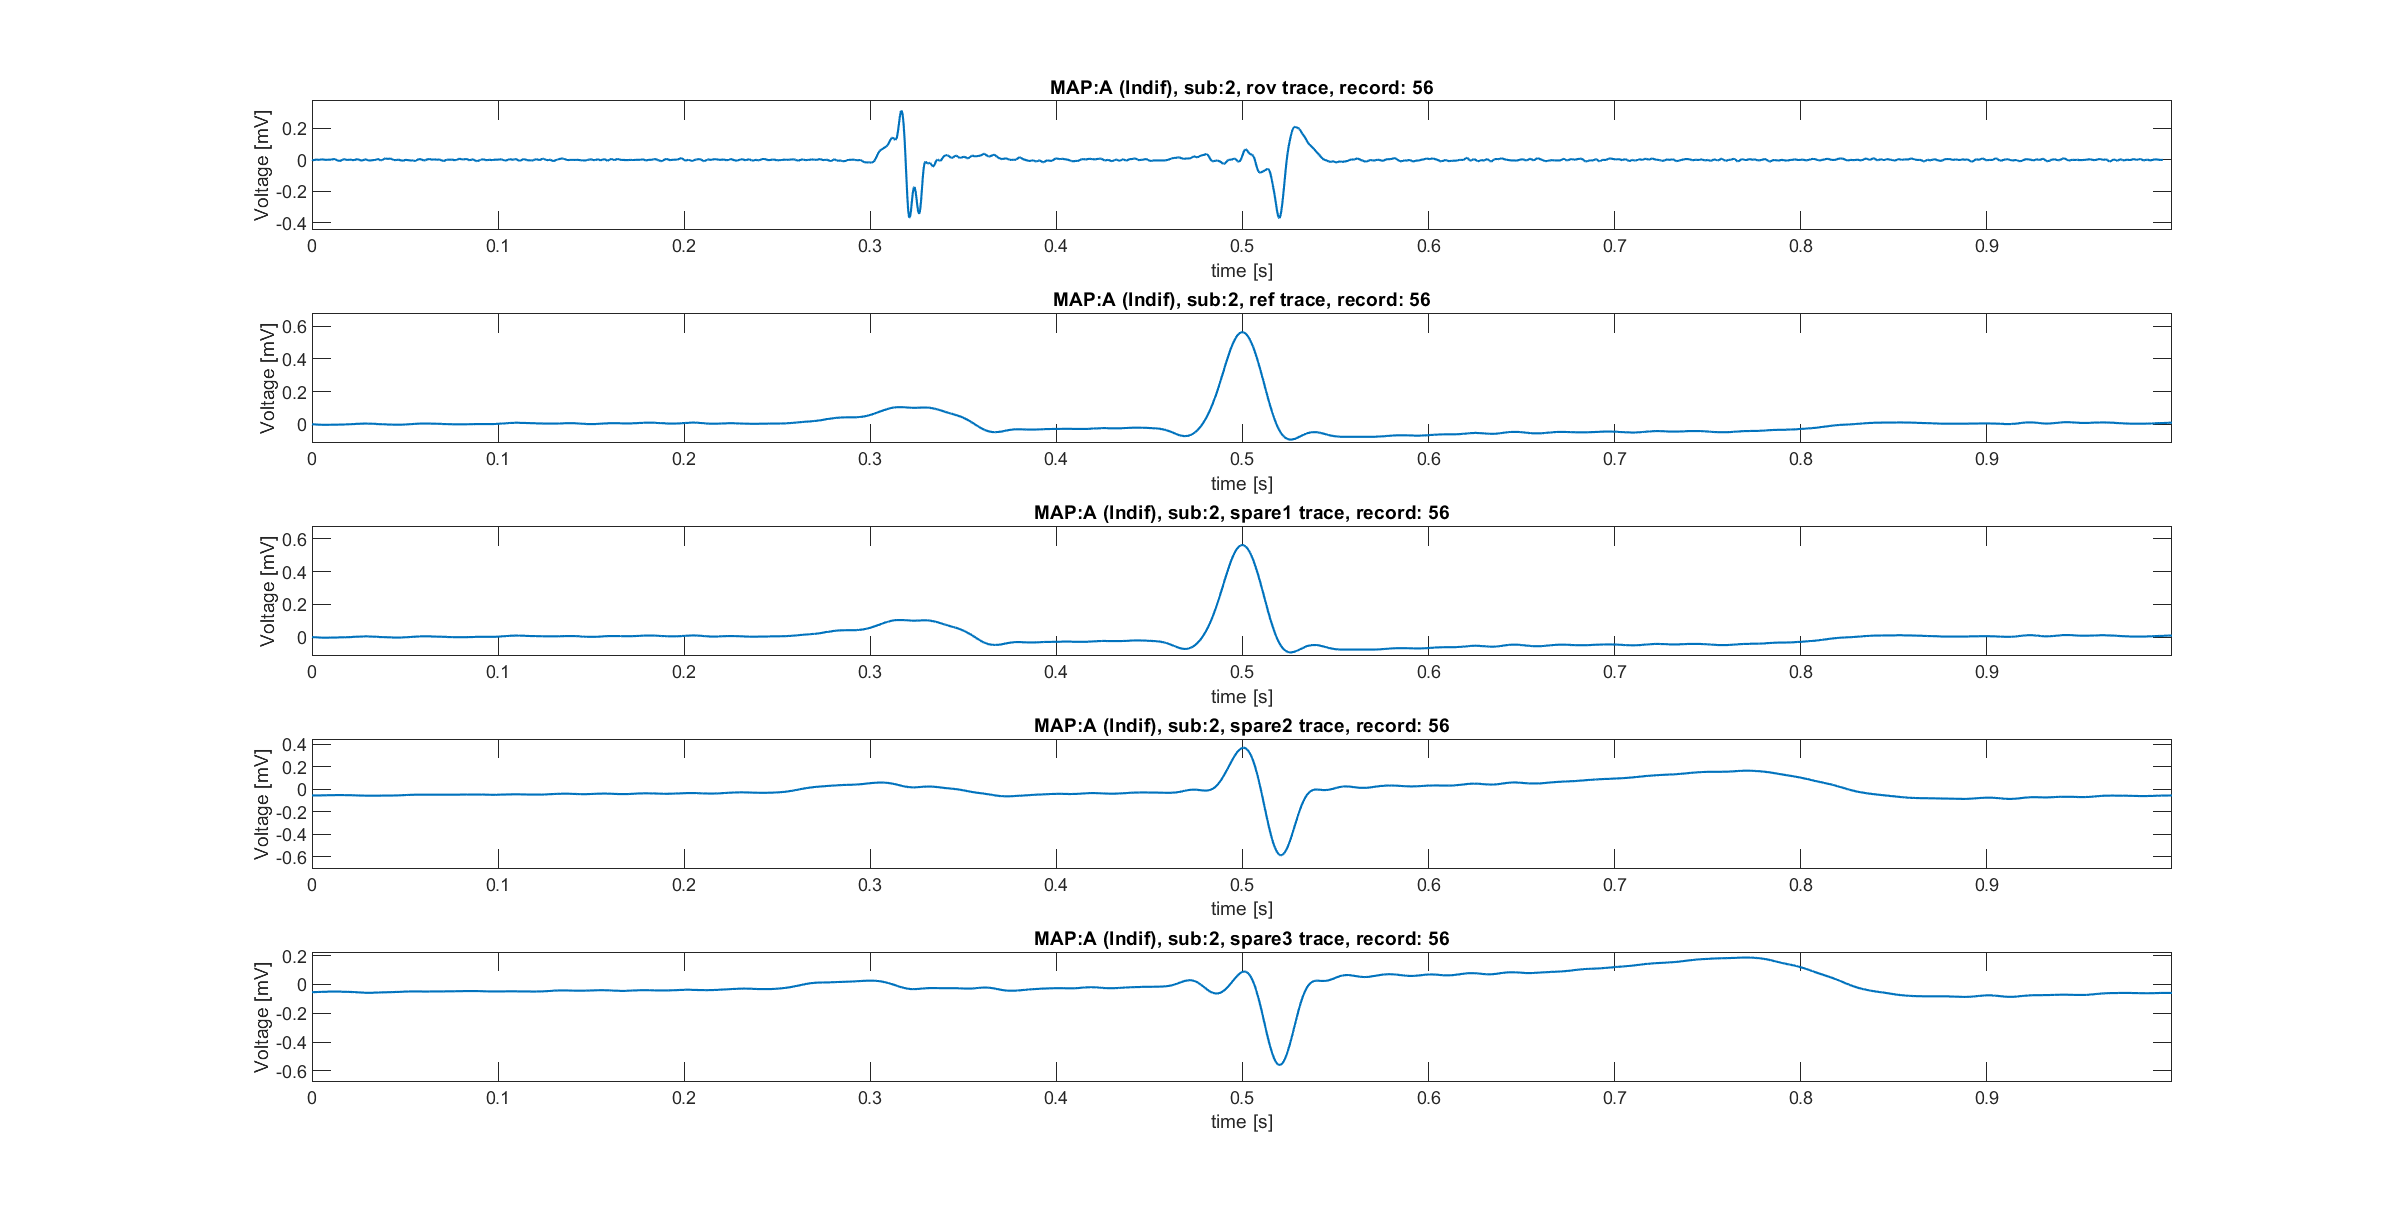 MAP:A (Indif), sub:2, rov trace, record: 56
Voltage [mV]
0.2
0
-0.2
-0.4
0 0.1 0.2 0.3 0.4 0.5 0.6 0.7 0.8 0.9
time [s]
MAP:A (Indif), sub:2, ref trace, record: 56
Voltage [mV]
0.6
0.4
0.2
0
0 0.1 0.2 0.3 0.4 0.5 0.6 0.7 0.8 0.9
time [s]
MAP:A (Indif), sub:2, spare1 trace, record: 56
Voltage [mV]
0.6
0.4
0.2
0
0 0.1 0.2 0.3 0.4 0.5 0.6 0.7 0.8 0.9
time [s]
MAP:A (Indif), sub:2, spare2 trace, record: 56
Voltage [mV]
0.4
0.2
0
-0.2
-0.4
-0.6
0 0.1 0.2 0.3 0.4 0.5 0.6 0.7 0.8 0.9
time [s]
MAP:A (Indif), sub:2, spare3 trace, record: 56
Voltage [mV]
0.2
0
-0.2
-0.4
-0.6
0 0.1 0.2 0.3 0.4 0.5 0.6 0.7 0.8 0.9
time [s]